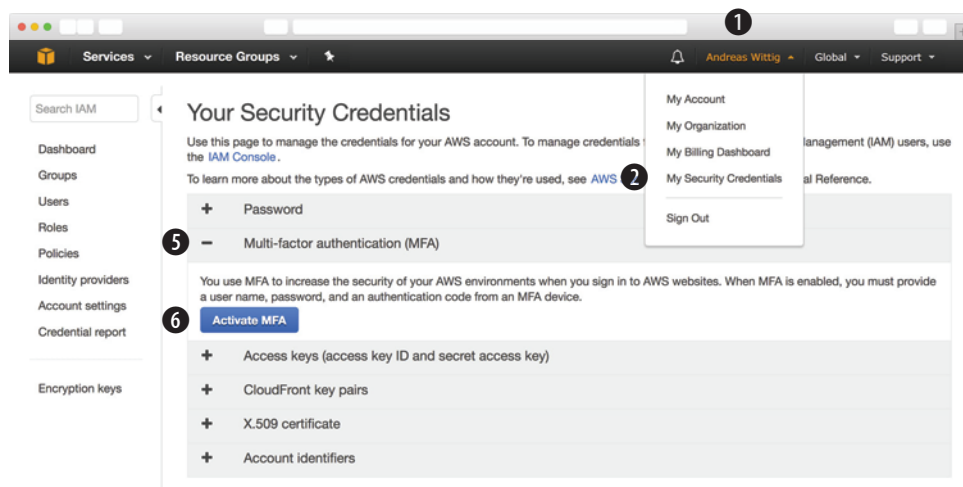 1
Services Resource Groups Andreas Wittig Global Support
Search IAM
Dashboard
Groups
Users
Roles
Policies
Identity providers
Account settings
Credential report
Encryption keys
Your Security Credentials
Use this page to manage the credentials for your AWS account. To manage credentials anagement (IAM) users, use
the IAM Console.
To learn more about the types of AWS credentials and how they're used, see AWS al Reference.
My Account
My Organization
My Billing Dashboard
2 My Security Credentials
Sign Out
+ Password
5 − Multi-factor authentication (MFA)
You use MFA to increase the security of your AWS environments when you sign in to AWS websites. When MFA is enabled, you must provide
a user name, password, and an authentication code from an MFA device.
6 Activate MFA
+ Access keys (access key ID and secret access key)
+ CloudFront key pairs
+ X.509 certificate
+ Account identifiers